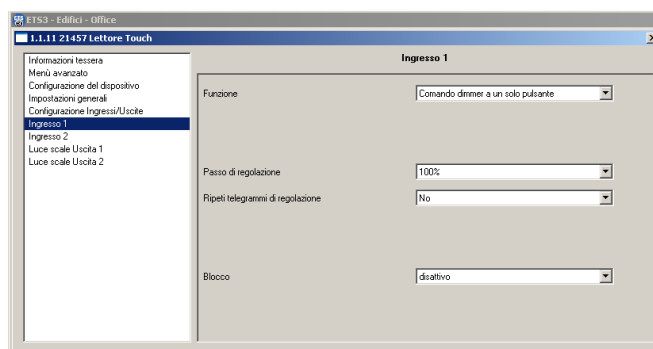 ETS3 - Edifici - Office
1.1.11 21457 Lettore Touch
Informazioni tessera
Menù avanzato
Configurazione del dispositivo
Impostazioni generali
Configurazione Ingressi/Uscite
Ingresso 1
Ingresso 2
Luce scale Uscita 1
Luce scale Uscita 2
Ingresso 1
Funzione
Comando dimmer a un solo pulsante
Passo di regolazione
100%
Ripeti telegrammi di regolazione
No
Blocco
disattivo